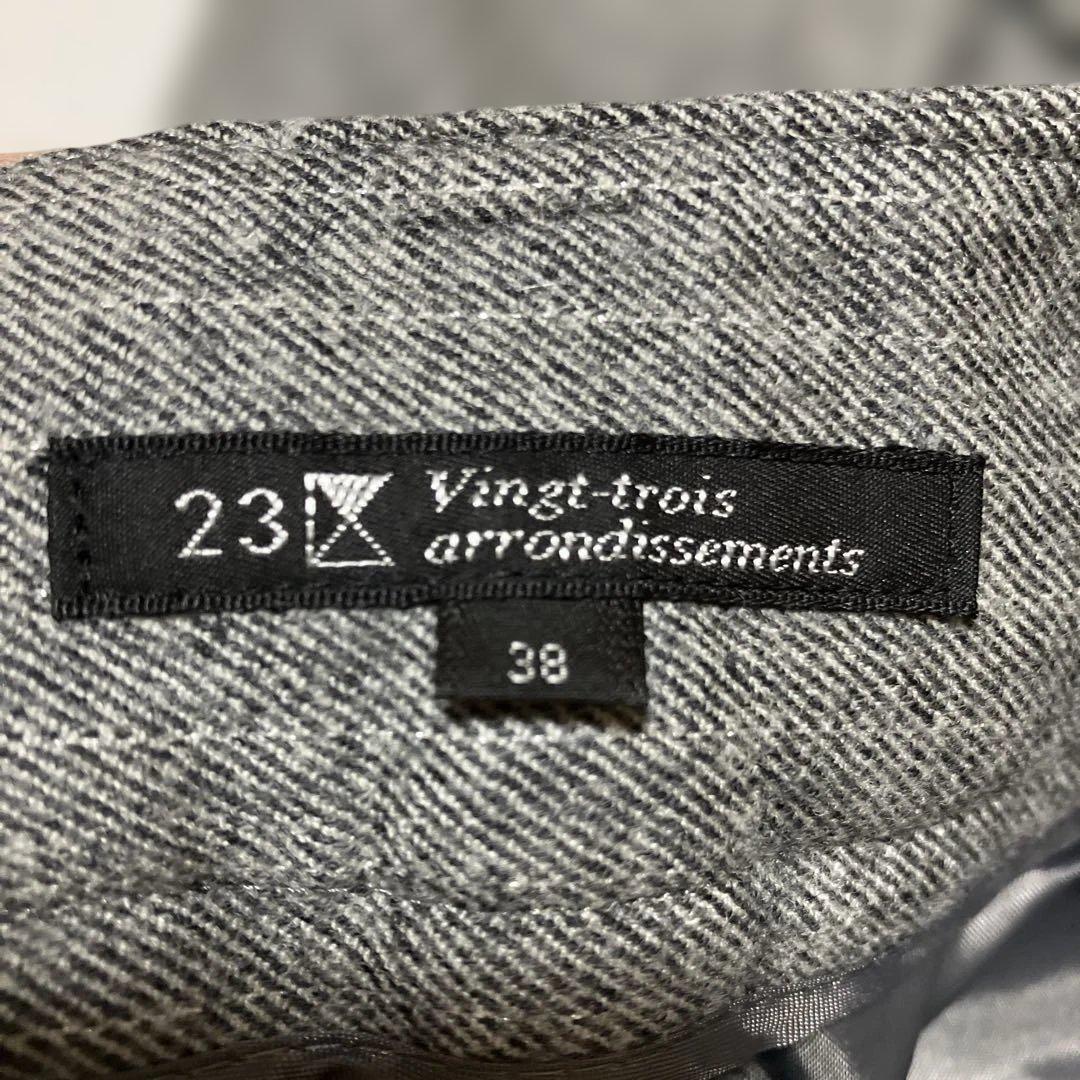 23 Vingt-trois
arrondissements
38